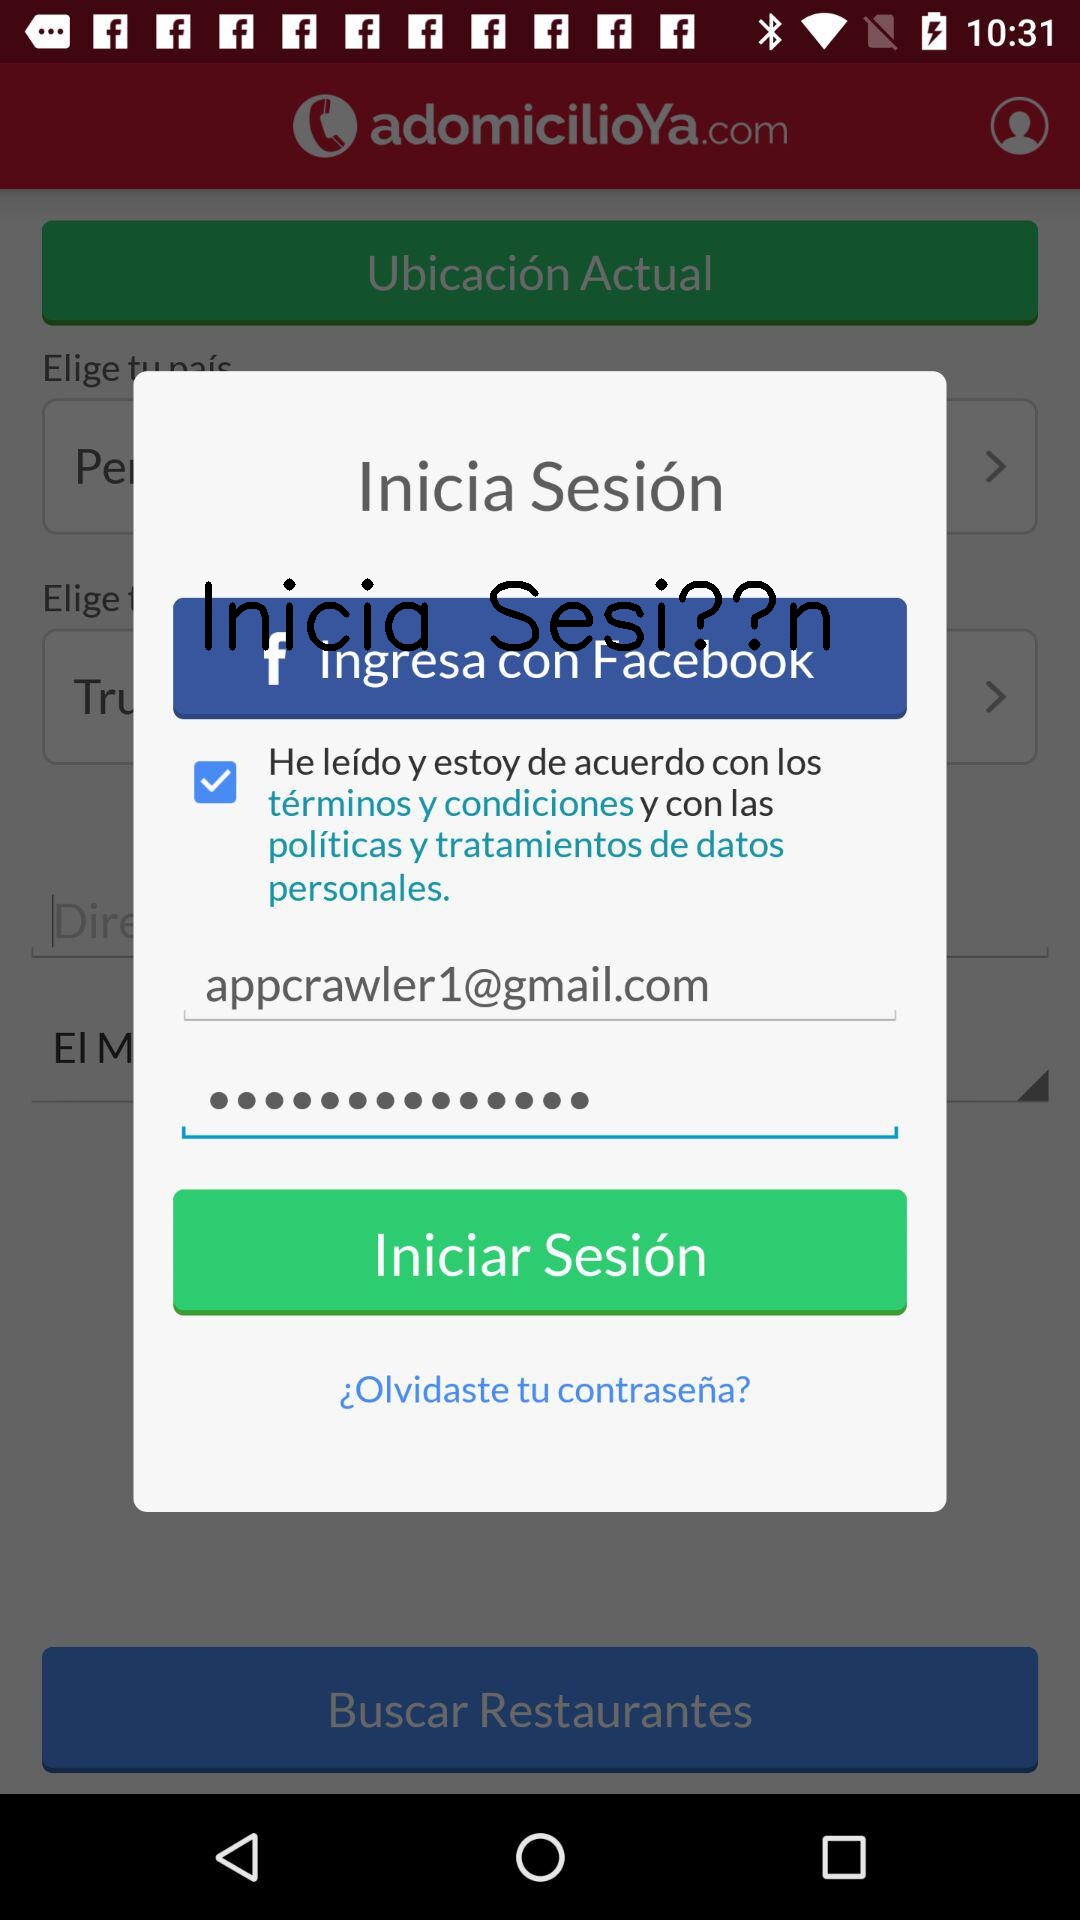 10:31
adomicilioYa.com
Ubicación Actual
Elige tu país
Per
Inicia Sesión
Elige t
Inicia Sesi??n
Ingresa con Facebook
Tru
He leído y estoy de acuerdo con los
términos y condiciones y con las
políticas y tratamientos de datos
personales.
Dire
appcrawler1@gmail.com
El M
••••••••••••••
Iniciar Sesión
¿Olvidaste tu contraseña?
Buscar Restaurantes